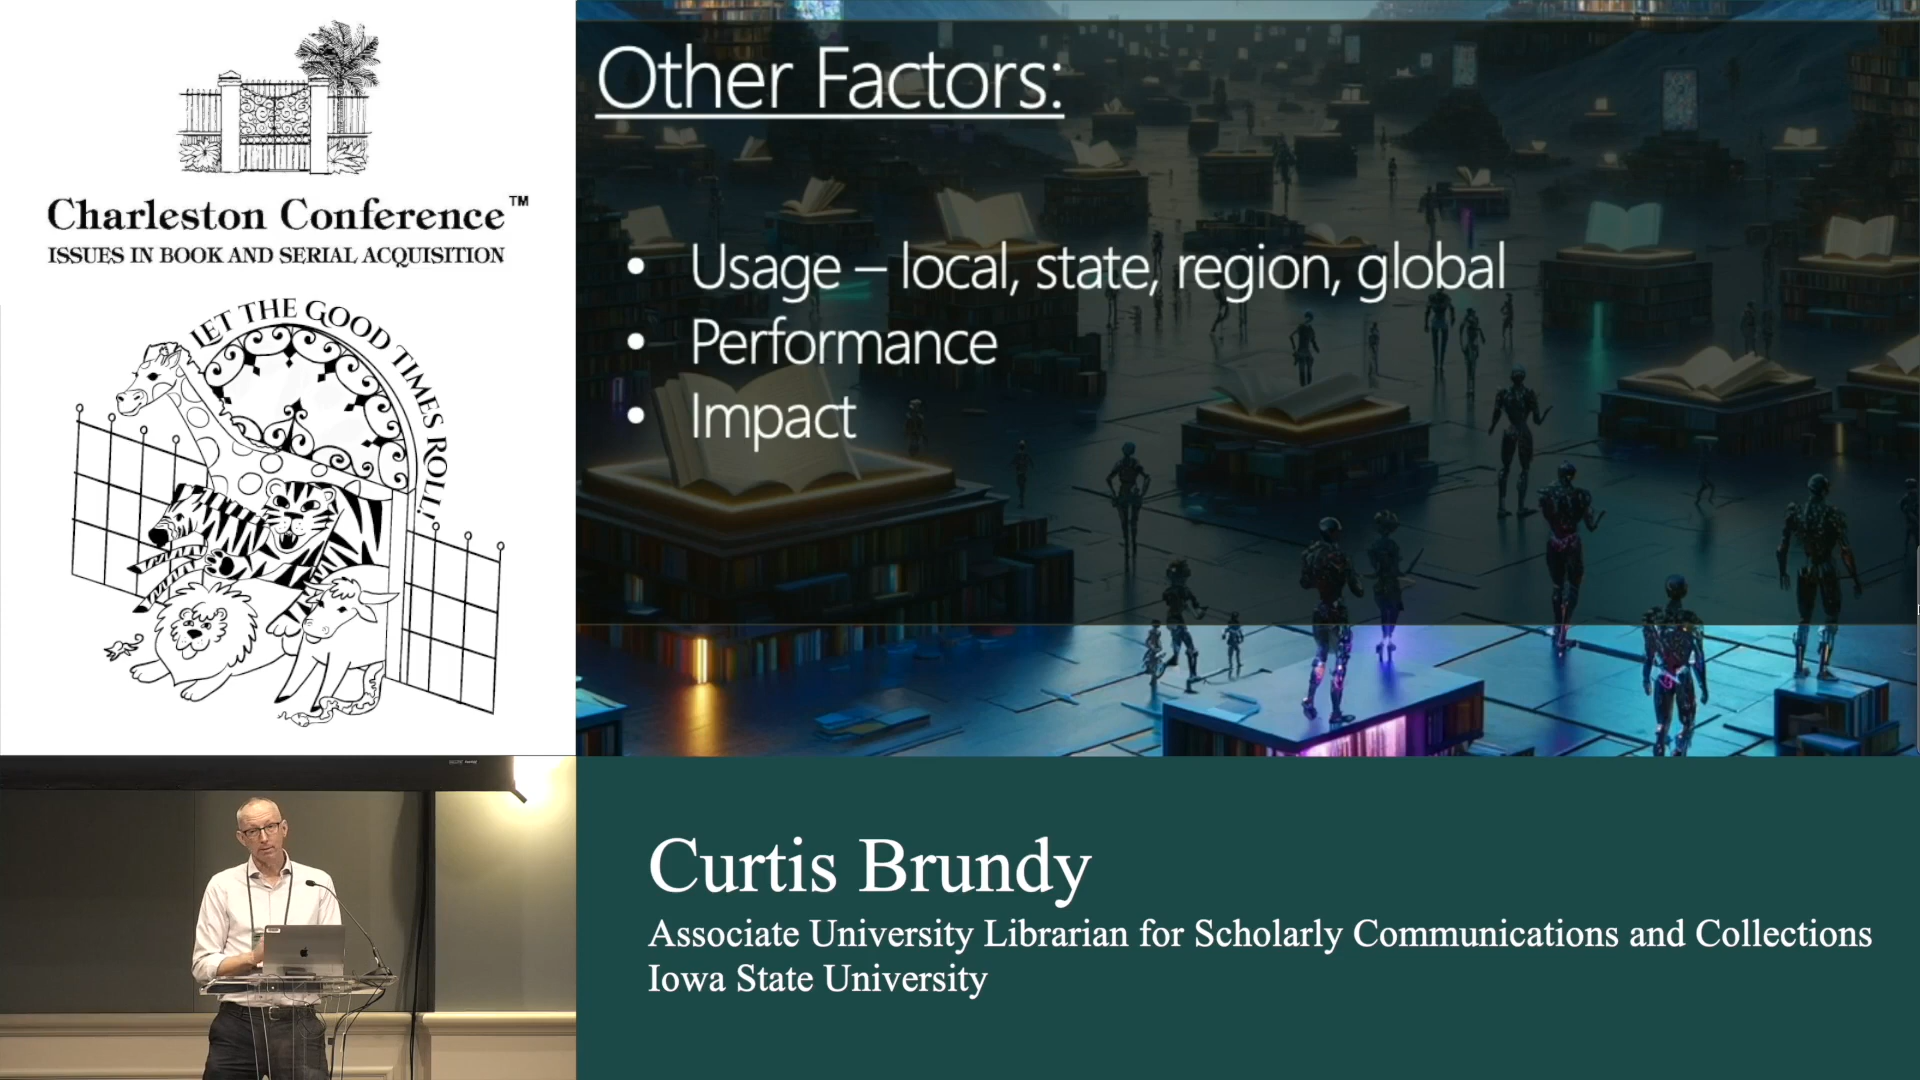 Charleston Conference™
ISSUES IN BOOK AND SERIAL ACQUISITION
LET THE GOOD TIMES ROLL!
Other Factors:
• Usage – local, state, region, global
• Performance
• Impact
Curtis Brundy
Associate University Librarian for Scholarly Communications and Collections
Iowa State University